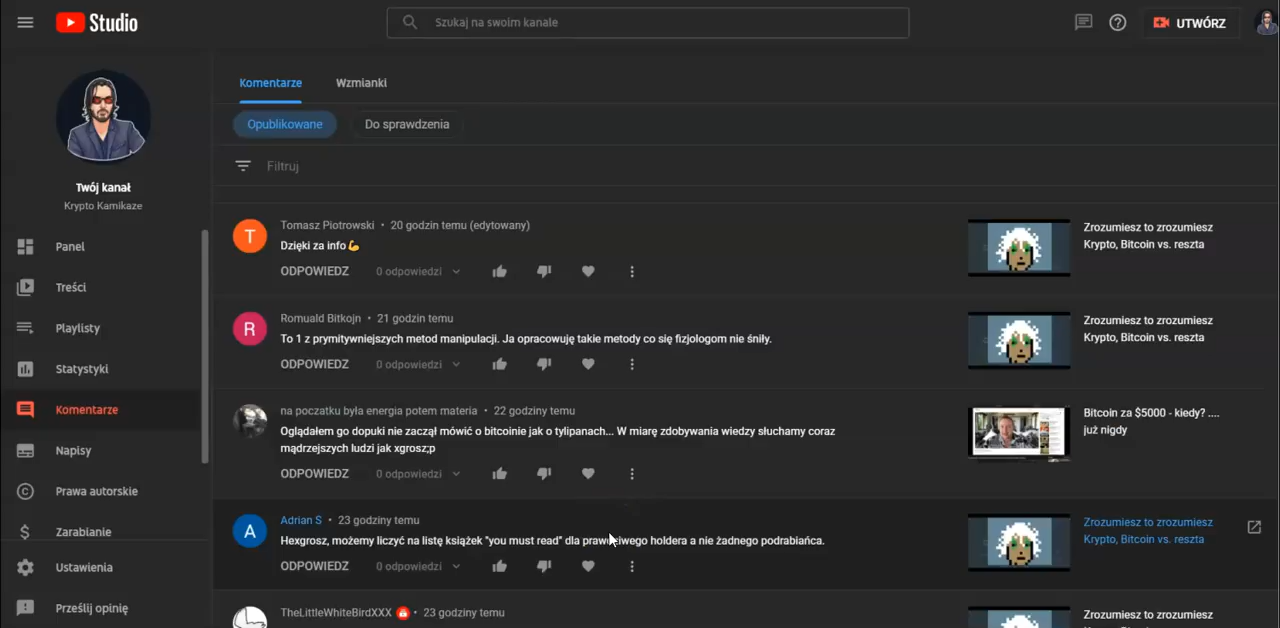 Studio
Szukaj na swoim kanale
UTWÓRZ
Twój kanał
Krypto Kamikaze
Panel
Treści
Playlisty
Statystyki
Komentarze
Napisy
Prawa autorskie
Zarabianie
Ustawienia
Prześlij opinię
Komentarze Wzmianki
Opublikowane Do sprawdzenia
Filtruj
T
Tomasz Piotrowski • 20 godzin temu (edytowany)
Dzięki za info💪
ODPOWIEDZ 0 odpowiedzi
Zrozumiesz to zrozumiesz
Krypto, Bitcoin vs. reszta
R
Romuald Bitkojn • 21 godzin temu
To 1 z prymitywniejszych metod manipulacji. Ja opracowuję takie metody co się fizjologom nie śniły.
ODPOWIEDZ 0 odpowiedzi
Zrozumiesz to zrozumiesz
Krypto, Bitcoin vs. reszta
na poczatku była energia potem materia • 22 godziny temu
Oglądałem go dopuki nie zaczął mówić o bitcoinie jak o tylipanach... W miarę zdobywania wiedzy słuchamy coraz
mądrzejszych ludzi jak xgrosz;p
ODPOWIEDZ 0 odpowiedzi
Bitcoin za $5000 - kiedy? ....
już nigdy
A
Adrian S • 23 godziny temu
Hexgrosz, możemy liczyć na listę książek "you must read" dla prawdziwego holdera a nie żadnego podrabiańca.
ODPOWIEDZ 0 odpowiedzi
Zrozumiesz to zrozumiesz
Krypto, Bitcoin vs. reszta
TheLittleWhiteBirdXXX • 23 godziny temu
Zrozumiesz to zrozumiesz